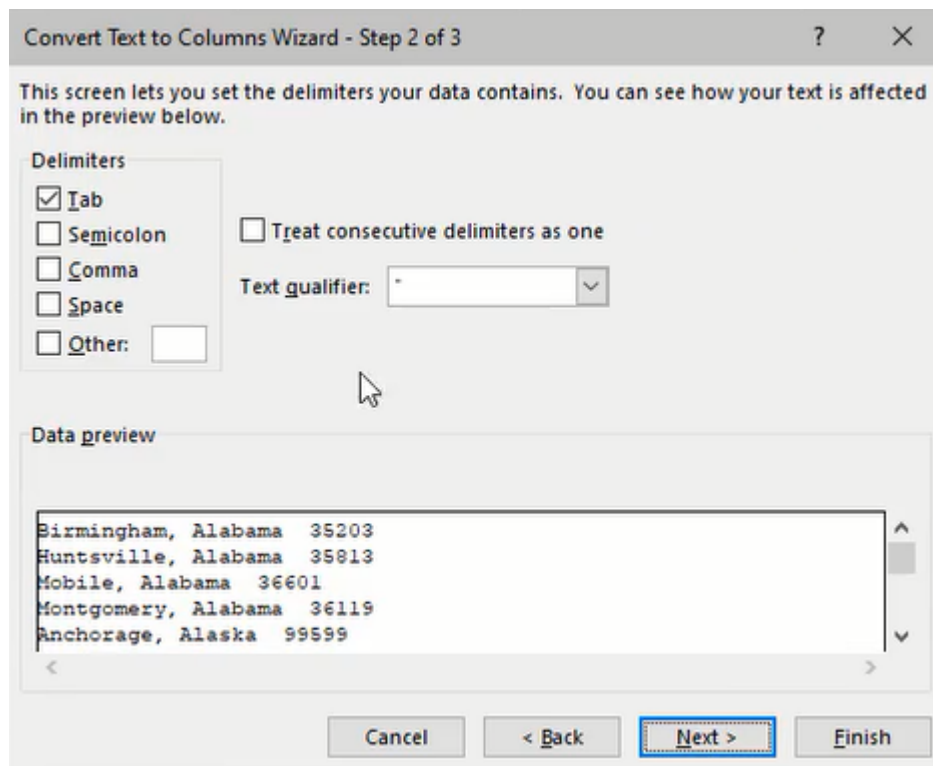 Convert Text to Columns Wizard - Step 2 of 3 ?
This screen lets you set the delimiters your data contains. You can see how your text is affected
in the preview below.
Delimiters
Tab
Semicolon
Comma
Space
Other:
Treat consecutive delimiters as one
Text qualifier: "
Data preview
Birmingham, Alabama  35203
Huntsville, Alabama  35813
Mobile, Alabama  36601
Montgomery, Alabama  36119
Anchorage, Alaska  99599
Cancel
< Back
Next >
Finish